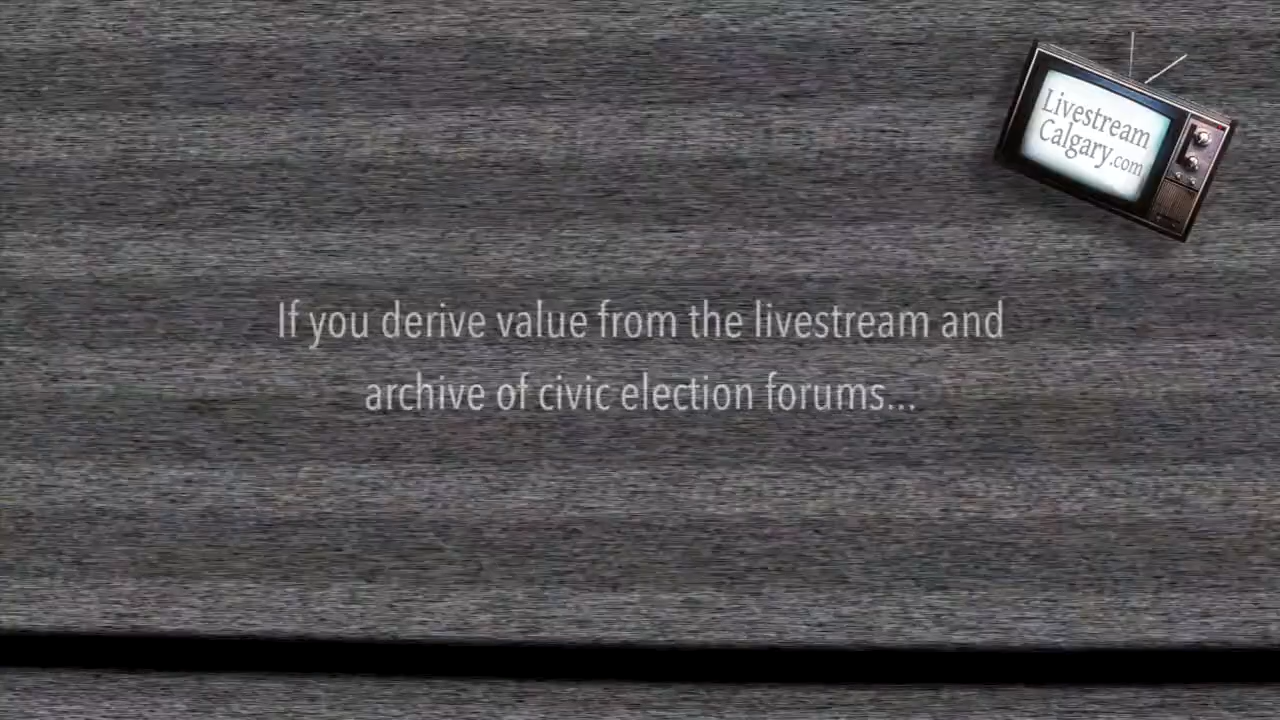 Livestream
Calgary.com
If you derive value from the livestream and
archive of civic election forums...